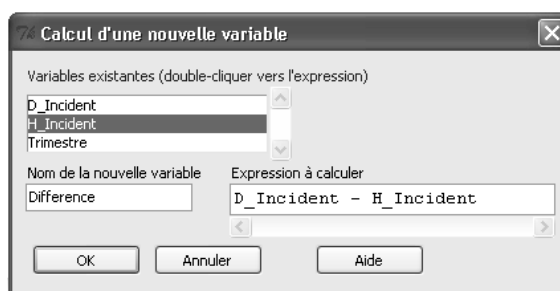 Calcul d'une nouvelle variable
Variables existantes (double-cliquer vers l'expression)
D_Incident
H_Incident
Trimestre
Nom de la nouvelle variable Expression à calculer
Difference D_Incident - H_Incident
OK Annuler Aide